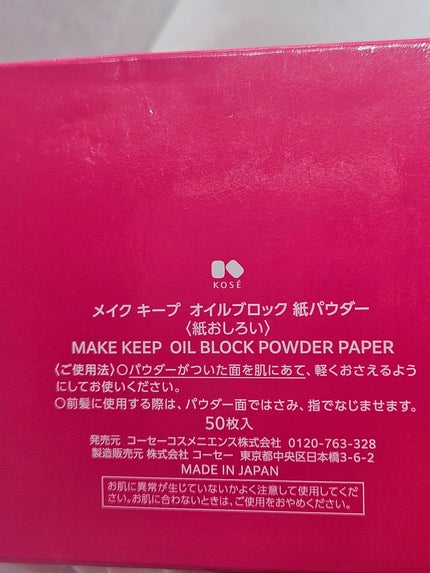 KOSÉ
メイク キープ オイルブロック 紙パウダー
〈紙おしろい〉
MAKE KEEP OIL BLOCK POWDER PAPER
〈ご使用法〉○パウダーがついた面を肌にあて、軽くおさえるよう
にしてお使いください。
○前髪に使用する際は、パウダー面ではさみ、指でなじませます。
50枚入
発売元 コーセーコスメニエンス株式会社 0120-763-328
製造販売元 株式会社 コーセー 東京都中央区日本橋3-6-2
MADE IN JAPAN
お肌に異常が生じていないかよく注意して使用してくだ
さい。お肌に合わないときは、ご使用をおやめください。